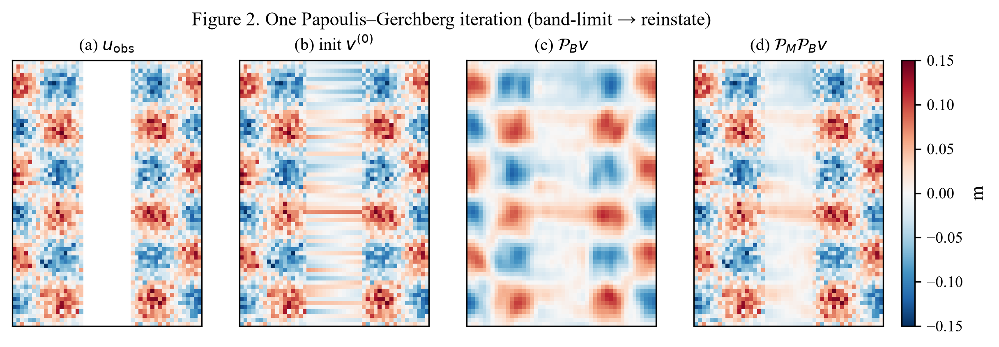 Figure 2. One Papoulis–Gerchberg iteration (band-limit → reinstate)
(a) u_obs
(b) init v^(0)
(c) 𝒫_B v
(d) 𝒫_M 𝒫_B v
0.15
0.10
0.05
0.00
−0.05
−0.10
−0.15
m